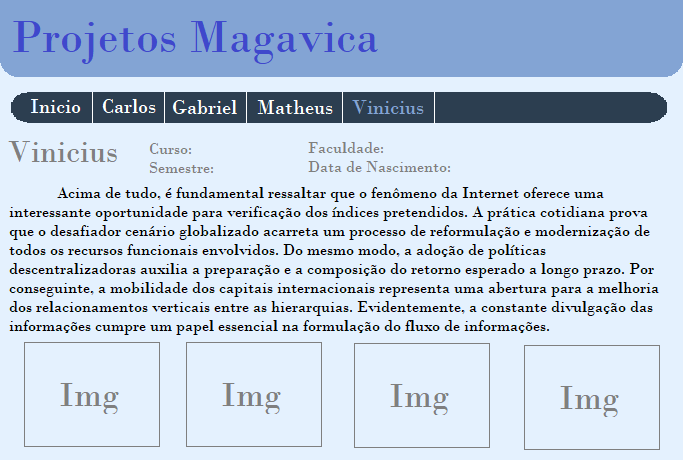 Projetos Magavica
Inicio Carlos Gabriel Matheus Vinicius
Vinicius
Curso: Faculdade:
Semestre: Data de Nascimento:
Acima de tudo, é fundamental ressaltar que o fenômeno da Internet oferece uma
interessante oportunidade para verificação dos índices pretendidos. A prática cotidiana prova
que o desafiador cenário globalizado acarreta um processo de reformulação e modernização de
todos os recursos funcionais envolvidos. Do mesmo modo, a adoção de políticas
descentralizadoras auxilia a preparação e a composição do retorno esperado a longo prazo. Por
conseguinte, a mobilidade dos capitais internacionais representa uma abertura para a melhoria
dos relacionamentos verticais entre as hierarquias. Evidentemente, a constante divulgação das
informações cumpre um papel essencial na formulação do fluxo de informações.
Img Img Img Img